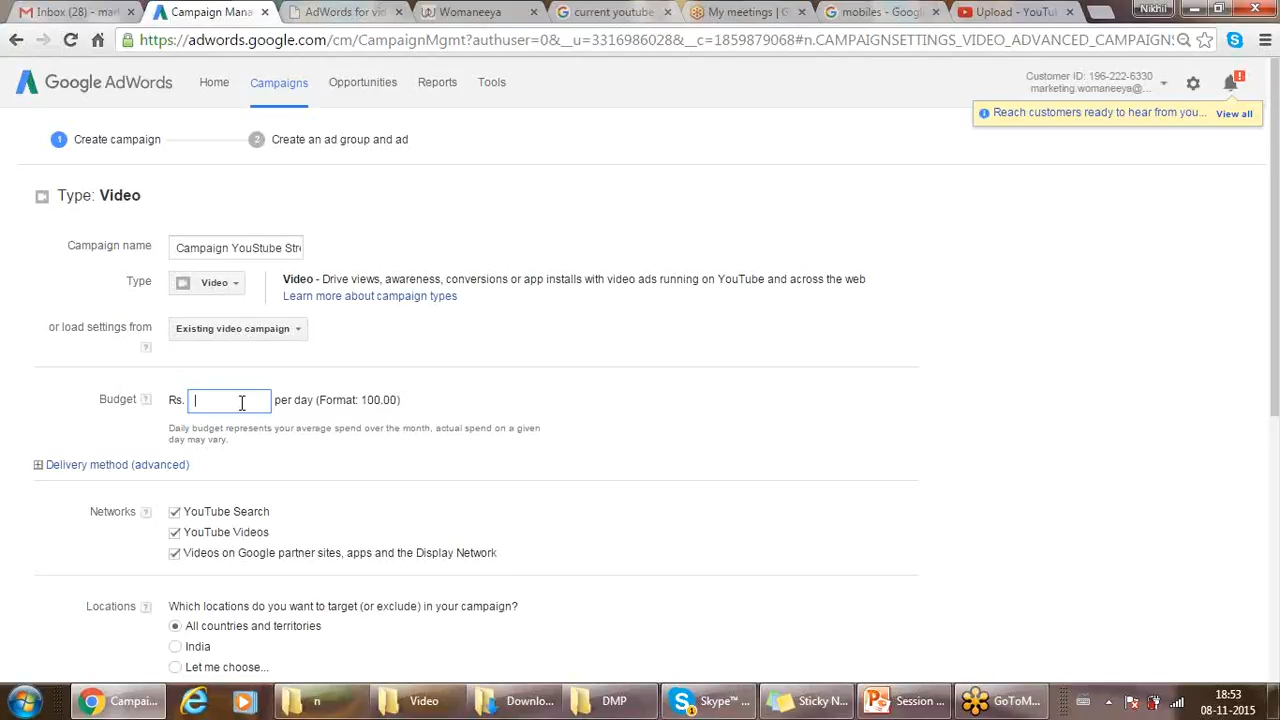 Nikhil
Inbox (28) - mark
Campaign Mana
AdWords for vid
Womaneeya
current youtube
My meetings | G
mobiles - Google
Upload - YouTu
https://adwords.google.com/cm/CampaignMgmt?authuser=0&__u=3316986028&__c=1859879068#n.CAMPAIGNSETTINGS_VIDEO_ADVANCED_CAMPAIGNS
Google AdWords
Home
Campaigns
Opportunities
Reports
Tools
Customer ID: 196-222-6330
marketing.womaneeya@...
!
Reach customers ready to hear from you...
View all
1 Create campaign
2 Create an ad group and ad
Type: Video
Campaign name
Campaign YouStube Stre
Type
Video
Video - Drive views, awareness, conversions or app installs with video ads running on YouTube and across the web
Learn more about campaign types
or load settings from
Existing video campaign
?
Budget ? Rs. per day (Format: 100.00)
Daily budget represents your average spend over the month, actual spend on a given
day may vary.
Delivery method (advanced)
Networks ? YouTube Search
YouTube Videos
Videos on Google partner sites, apps and the Display Network
Locations ? Which locations do you want to target (or exclude) in your campaign?
All countries and territories
India
Let me choose...
Campai...
n
Video
Downlo...
DMP
Skype™ ...
Sticky N...
Session ...
GoToM...
18:53
08-11-2015